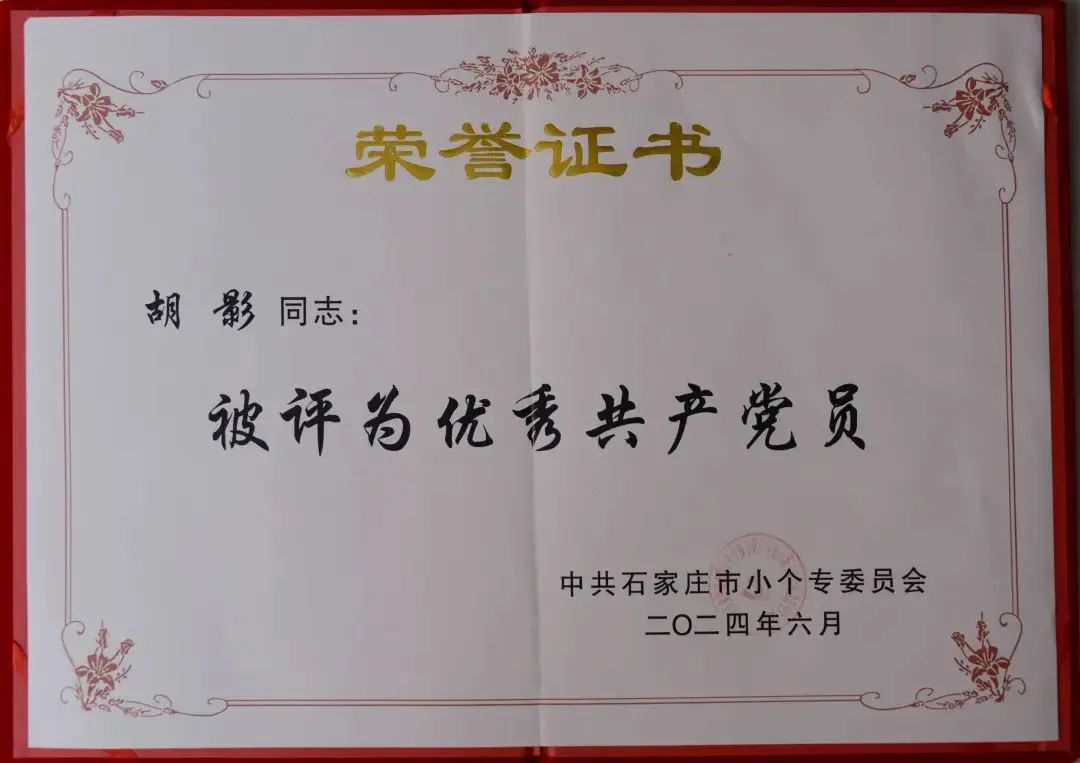 荣誉证书
胡 影 同志：
被评为优秀共产党员
中共石家庄市小个专委员会
二〇二四年六月